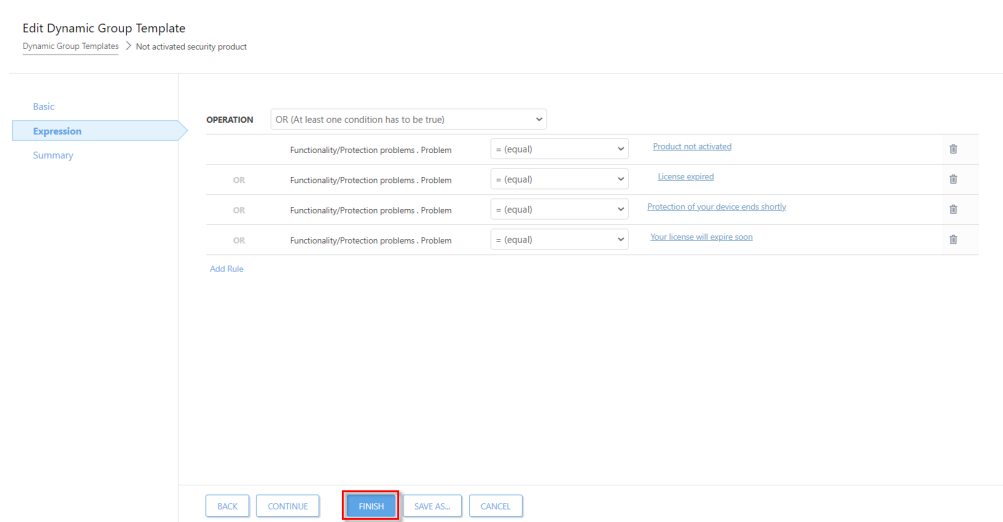 Edit Dynamic Group Template
Dynamic Group Templates > Not activated security product
Basic
Expression
Summary
OPERATION OR (At least one condition has to be true)
Functionality/Protection problems . Problem = (equal) Product not activated
OR Functionality/Protection problems . Problem = (equal) License expired
OR Functionality/Protection problems . Problem = (equal) Protection of your device ends shortly
OR Functionality/Protection problems . Problem = (equal) Your license will expire soon
Add Rule
BACK CONTINUE FINISH SAVE AS... CANCEL